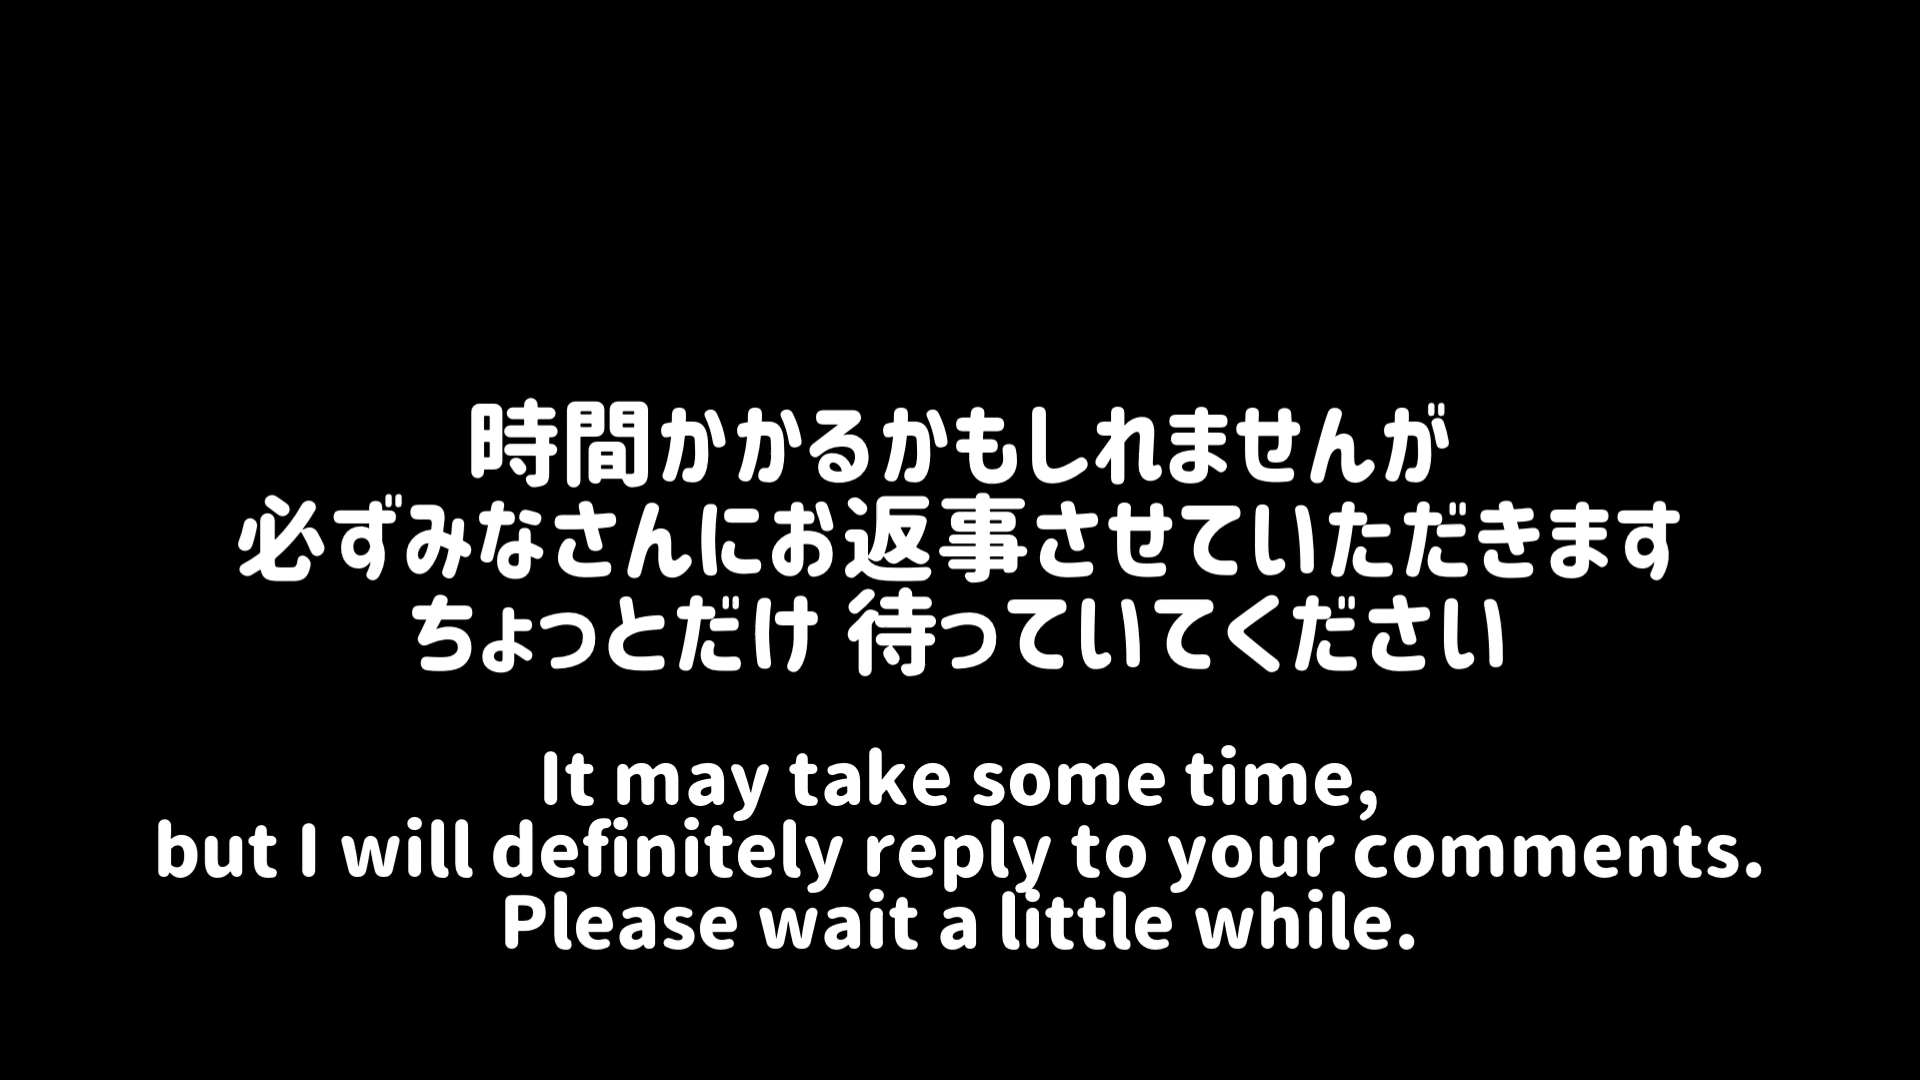 時間かかるかもしれませんが
必ずみなさんにお返事させていただきます
ちょっとだけ 待っていてください
It may take some time,
but I will definitely reply to your comments.
Please wait a little while.